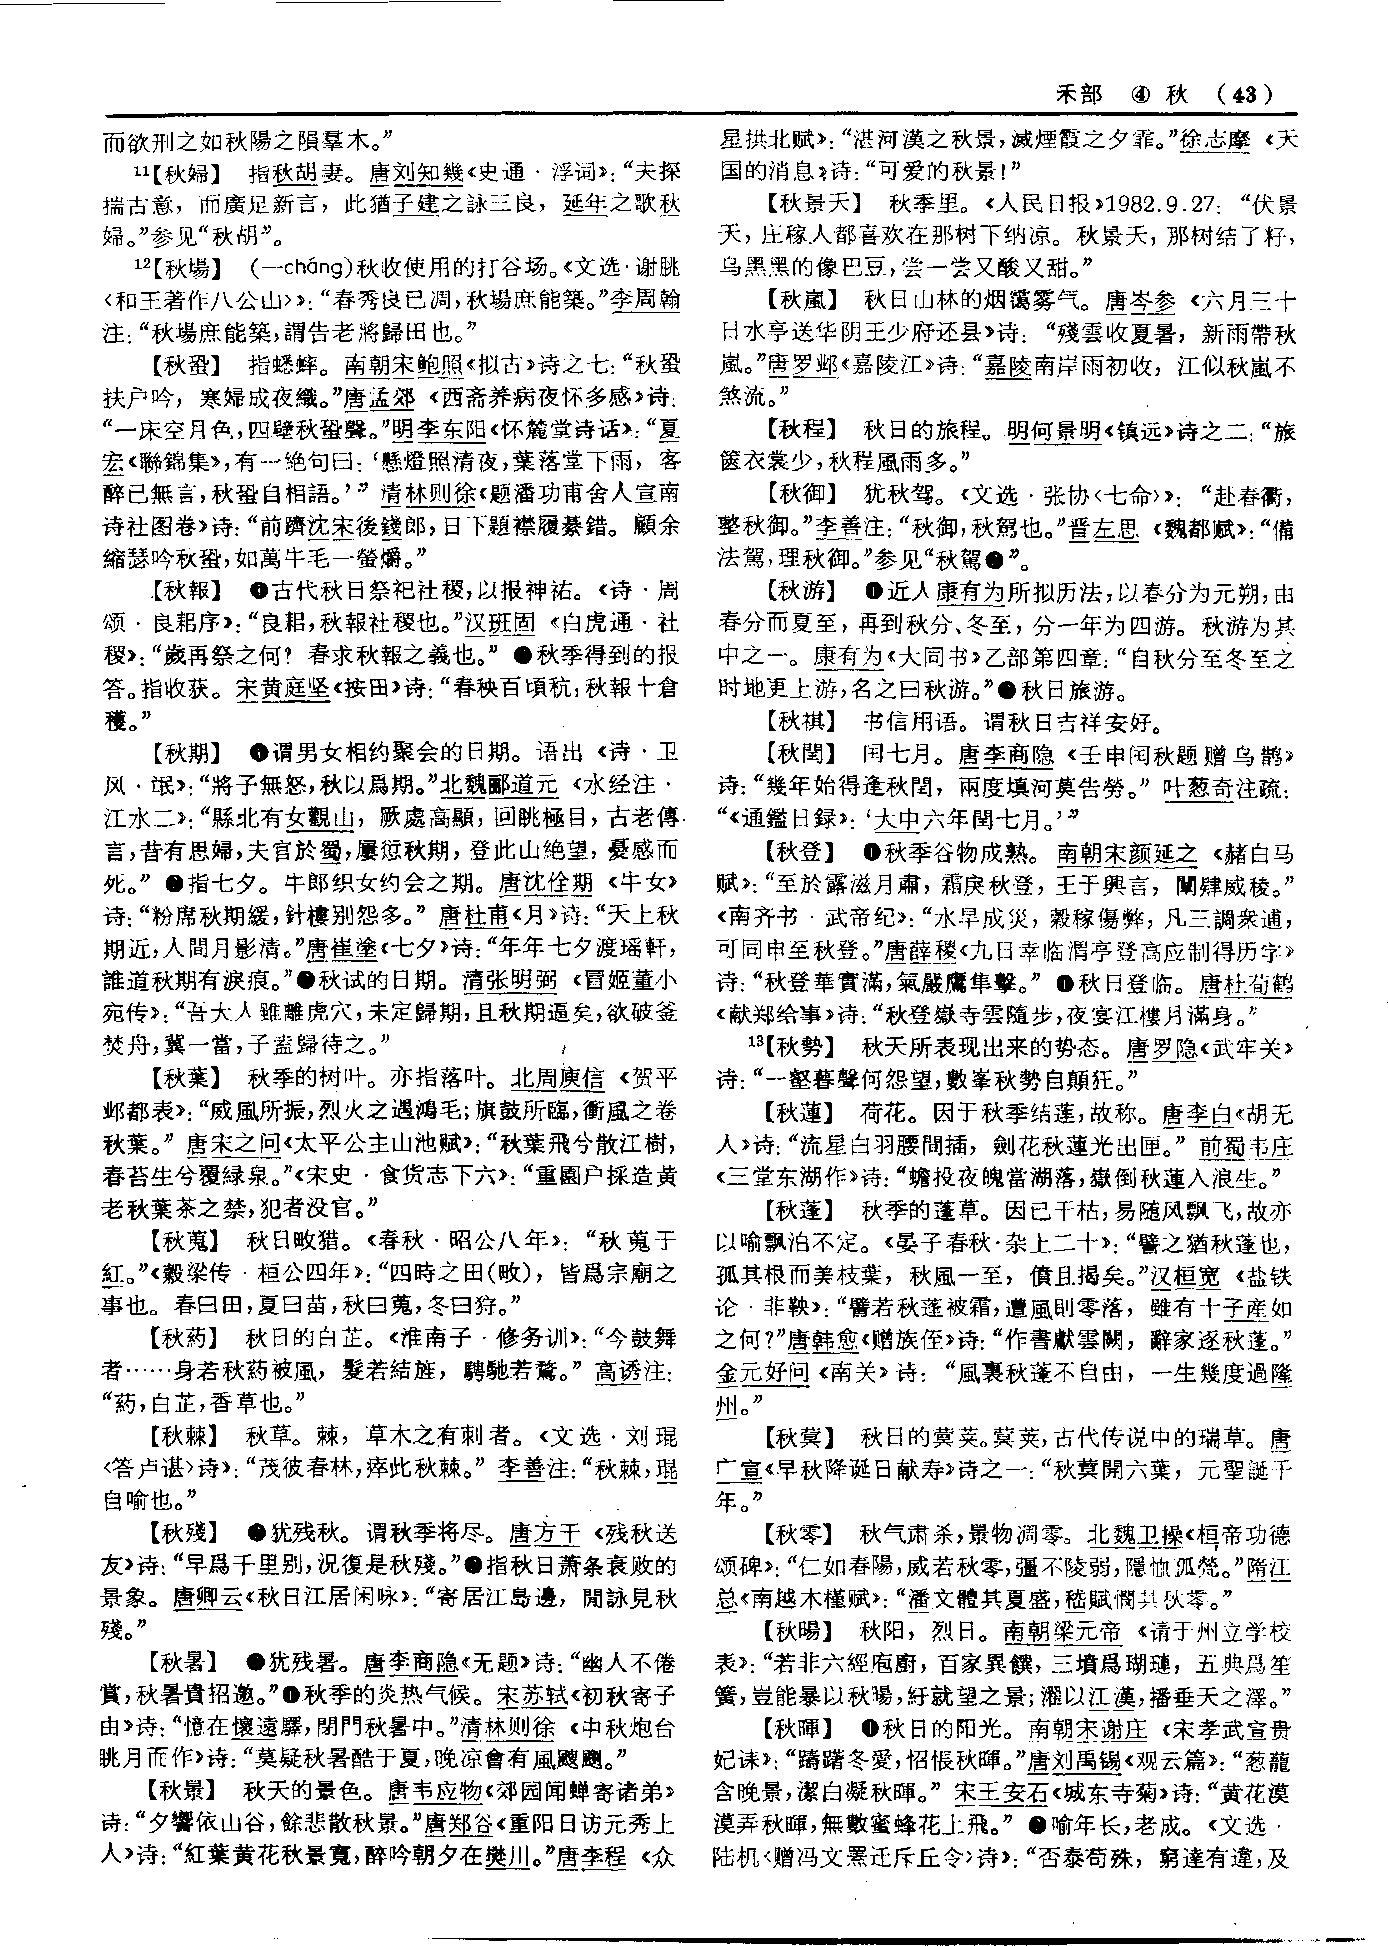 禾部 ④ 秋 (43)
而欲刑之如秋陽之隕蘀木。”
¹¹【秋婦】 指秋胡妻。唐刘知幾《史通·浮词》：“夫探
揣古意，而廣足新言，此猶子建之詠三良，延年之歌秋
婦。”参见“秋胡”。
¹²【秋場】 (—cháng)秋收使用的打谷场。《文选·谢朓
〈和王著作八公山〉》：“春秀良已凋，秋場庶能築。”李周翰
注：“秋場庶能築，謂告老將歸田也。”
【秋蛩】 指蟋蟀。南朝宋鲍照《拟古》诗之七：“秋蛩
扶户吟，寒婦成夜織。”唐孟郊《西斋养病夜怀多感》诗：
“一床空月色，四壁秋蛩聲。”明李东阳《怀麓堂诗话》：“夏
宏《聯錦集》，有一絶句曰：‘懸燈照清夜，葉落堂下雨，客
醉已無言，秋蛩自相語。’”清林则徐《题潘功甫舍人宣南
诗社图卷》诗：“前躋沈宋後錢郎，日下題襟履綦錯。顧余
縮瑟吟秋蛩，如萬牛毛一螢爝。”
【秋報】 ❶古代秋日祭祀社稷，以报神祐。《诗·周
颂·良耜序》：“良耜，秋報社稷也。”汉班固《白虎通·社
稷》：“歲再祭之何？春求秋報之義也。”❷秋季得到的报
答。指收获。宋黄庭坚《按田》诗：“春秧百頃秔，秋報十倉
穫。”
【秋期】 ❶谓男女相约聚会的日期。语出《诗·卫
风·氓》：“將子無怒，秋以爲期。”北魏郦道元《水经注·
江水二》：“縣北有女觀山，厥處高顯，回眺極目，古老傳
言，昔有思婦，夫官於蜀，屢愆秋期，登此山絶望，憂感而
死。”❷指七夕。牛郎织女约会之期。唐沈佺期《牛女》
诗：“粉席秋期緩，針樓别怨多。”唐杜甫《月》诗：“天上秋
期近，人間月影清。”唐崔塗《七夕》诗：“年年七夕渡瑶軒，
誰道秋期有淚痕。”❸秋试的日期。清张明弼《冒姬董小
宛传》：“吾大人雖離虎穴，未定歸期，且秋期逼矣，欲破釜
焚舟，冀一當，子盍歸待之。”
【秋葉】 秋季的树叶。亦指落叶。北周庾信《贺平
邺都表》：“威風所振，烈火之遇鴻毛；旗鼓所臨，衝風之卷
秋葉。”唐宋之问《太平公主山池赋》：“秋葉飛兮散江樹，
春苔生兮覆緑泉。”《宋史·食货志下六》：“重園户採造黄
老秋葉茶之禁，犯者没官。”
【秋蒐】 秋日畋猎。《春秋·昭公八年》：“秋蒐于
紅。”《穀梁传·桓公四年》：“四時之田(畋)，皆爲宗廟之
事也。春曰田，夏曰苗，秋曰蒐，冬曰狩。”
【秋葯】 秋日的白芷。《淮南子·修务训》：“今鼓舞
者……身若秋葯被風，髮若結旌，騁馳若騖。”高诱注：
“葯，白芷，香草也。”
【秋棘】 秋草。棘，草木之有刺者。《文选·刘琨
〈答卢谌〉诗》：“茂彼春林，瘁此秋棘。”李善注：“秋棘，琨
自喻也。”
【秋殘】 ❶犹残秋。谓秋季将尽。唐方干《残秋送
友》诗：“早爲千里别，況復是秋殘。”❷指秋日萧条衰败的
景象。唐卿云《秋日江居闲咏》：“寄居江島邊，閒詠見秋
殘。”
【秋暑】 ❶犹残暑。唐李商隐《无题》诗：“幽人不倦
賞，秋暑貴招邀。”❷秋季的炎热气候。宋苏轼《初秋寄子
由》诗：“憶在懷遠驛，閉門秋暑中。”清林则徐《中秋炮台
眺月而作》诗：“莫疑秋暑酷于夏，晚凉會有風飀飀。”
【秋景】 秋天的景色。唐韦应物《郊园闻蝉寄诸弟》
诗：“夕響依山谷，餘悲散秋景。”唐郑谷《重阳日访元秀上
人》诗：“紅葉黄花秋景寬，醉吟朝夕在樊川。”唐李程《众
星拱北赋》：“湛河漢之秋景，滅煙霞之夕霏。”徐志摩《天
国的消息》诗：“可爱的秋景！”
【秋景天】 秋季里。《人民日报》1982.9.27：“伏景
天，庄稼人都喜欢在那树下纳凉。秋景天，那树结了籽，
乌黑黑的像巴豆，尝一尝又酸又甜。”
【秋嵐】 秋日山林的烟霭雾气。唐岑参《六月三十
日水亭送华阴王少府还县》诗：“殘雲收夏暑，新雨帶秋
嵐。”唐罗邺《嘉陵江》诗：“嘉陵南岸雨初收，江似秋嵐不
煞流。”
【秋程】 秋日的旅程。明何景明《镇远》诗之二：“旅
篋衣裳少，秋程風雨多。”
【秋御】 犹秋驾。《文选·张协〈七命〉》：“赴春衢，
整秋御。”李善注：“秋御，秋駕也。”晋左思《魏都赋》：“備
法駕，理秋御。”参见“秋駕❶”。
【秋游】 ❶近人康有为所拟历法，以春分为元朔，由
春分而夏至，再到秋分、冬至，分一年为四游。秋游为其
中之一。康有为《大同书》乙部第四章：“自秋分至冬至之
时地更上游，名之曰秋游。”❷秋日旅游。
【秋祺】 书信用语。谓秋日吉祥安好。
【秋閏】 闰七月。唐李商隐《壬申闰秋题赠乌鹊》
诗：“幾年始得逢秋閏，兩度填河莫告勞。”叶葱奇注疏：
“《通鑑目録》：‘大中六年閏七月。’”
【秋登】 ❶秋季谷物成熟。南朝宋颜延之《赭白马
赋》：“至於露滋月肅，霜戾秋登，王于興言，闡肆威稜。”
《南齐书·武帝纪》：“水旱成災，穀稼傷弊，凡三調衆逋，
可同申至秋登。”唐薛稷《九日幸临渭亭登高应制得历字》
诗：“秋登華實滿，氣嚴鷹隼擊。”❷秋日登临。唐杜荀鹤
《献郑给事》诗：“秋登嶽寺雲隨步，夜宴江樓月滿身。”
¹³【秋勢】 秋天所表现出来的势态。唐罗隐《武牢关》
诗：“一壑暮聲何怨望，數峯秋勢自顛狂。”
【秋蓮】 荷花。因于秋季结莲，故称。唐李白《胡无
人》诗：“流星白羽腰間插，劍花秋蓮光出匣。”前蜀韦庄
《三堂东湖作》诗：“蟾投夜魄當湖落，嶽倒秋蓮入浪生。”
【秋蓬】 秋季的蓬草。因已干枯，易随风飘飞，故亦
以喻飘泊不定。《晏子春秋·杂上二十》：“譬之猶秋蓬也，
孤其根而美枝葉，秋風一至，僨且揭矣。”汉桓宽《盐铁
论·非鞅》：“譬若秋蓬被霜，遭風則零落，雖有十子産如
之何？”唐韩愈《赠族侄》诗：“作書獻雲闕，辭家逐秋蓬。”
金元好问《南关》诗：“風裏秋蓬不自由，一生幾度過隆
州。”
【秋蓂】 秋日的蓂荚。蓂荚，古代传说中的瑞草。唐
广宣《早秋降诞日献寿》诗之一：“秋蓂開六葉，元聖誕千
年。”
【秋零】 秋气肃杀，景物凋零。北魏卫操《桓帝功德
颂碑》：“仁如春陽，威若秋零，彊不陵弱，隱恤孤煢。”隋江
总《南越木槿赋》：“潘文體其夏盛，嵇賦憫其秋零。”
【秋暘】 秋阳，烈日。南朝梁元帝《请于州立学校
表》：“若非六經庖廚，百家異饌，三墳爲瑚璉，五典爲笙
簧，豈能暴以秋暘，紆就望之景；濯以江漢，播垂天之澤。”
【秋暉】 ❶秋日的阳光。南朝宋谢庄《宋孝武宣贵
妃诔》：“躊躇冬愛，怊悵秋暉。”唐刘禹锡《观云篇》：“葱蘢
含晚景，潔白凝秋暉。”宋王安石《城东寺菊》诗：“黄花漠
漠弄秋暉，無數蜜蜂花上飛。”❷喻年长，老成。《文选·
陆机〈赠冯文罴迁斥丘令〉诗》：“否泰苟殊，窮達有違，及